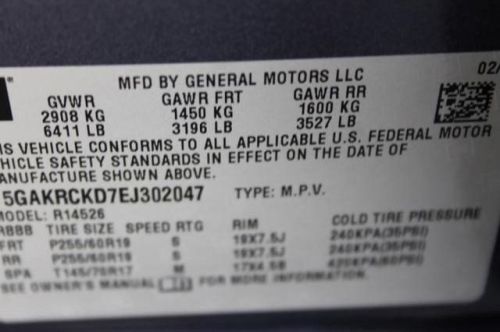 02/
MFD BY GENERAL MOTORS LLC
GVWR GAWR FRT GAWR RR
2908 KG 1450 KG 1600 KG
6411 LB 3196 LB 3527 LB
IS VEHICLE CONFORMS TO ALL APPLICABLE U.S. FEDERAL MOTOR
EHICLE SAFETY STANDARDS IN EFFECT ON THE DATE OF
ANUFACTURE SHOWN ABOVE.
5GAKRCKD7EJ302047 TYPE: M.P.V.
MODEL: R14526
RBBB TIRE SIZE SPEED RTG RIM COLD TIRE PRESSURE
FRT P255/60R19 S 19X7.5J 240KPA(35PSI)
RR P255/60R19 S 19X7.5J 240KPA(35PSI)
SPA T145/70R17 M 17X4.5B 420KPA(60PSI)
SEE OWNER'S MANUAL FOR MORE INFORMATION